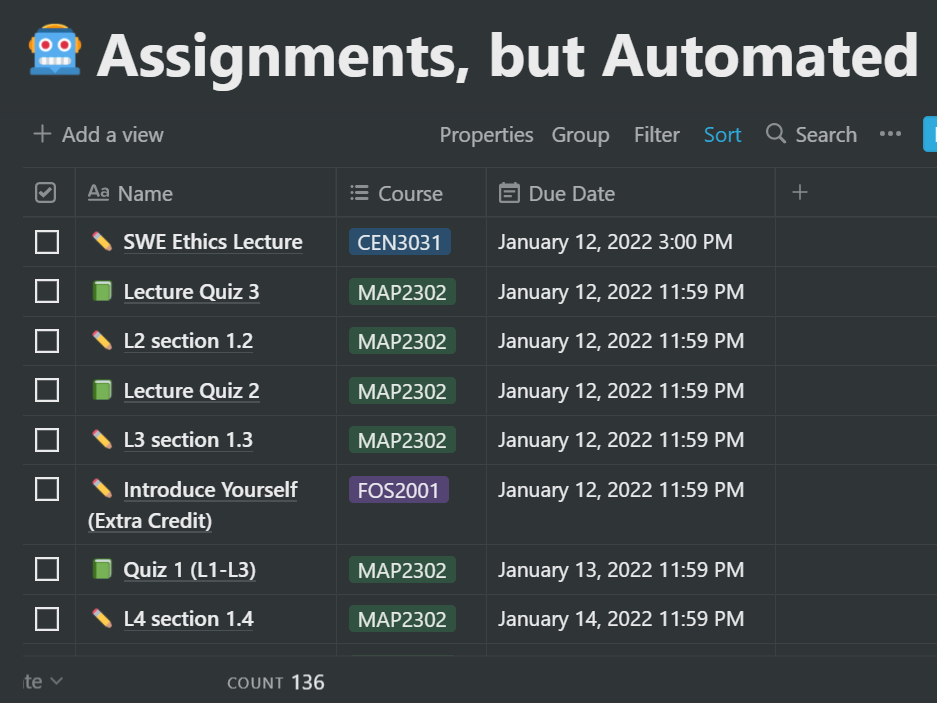 Assignments, but Automated
Add a view Properties Group Filter Sort Search
Aa Name Course Due Date
SWE Ethics Lecture CEN3031 January 12, 2022 3:00 PM
Lecture Quiz 3 MAP2302 January 12, 2022 11:59 PM
L2 section 1.2 MAP2302 January 12, 2022 11:59 PM
Lecture Quiz 2 MAP2302 January 12, 2022 11:59 PM
L3 section 1.3 MAP2302 January 12, 2022 11:59 PM
Introduce Yourself FOS2001 January 12, 2022 11:59 PM
(Extra Credit)
Quiz 1 (L1-L3) MAP2302 January 13, 2022 11:59 PM
L4 section 1.4 MAP2302 January 14, 2022 11:59 PM
COUNT 136